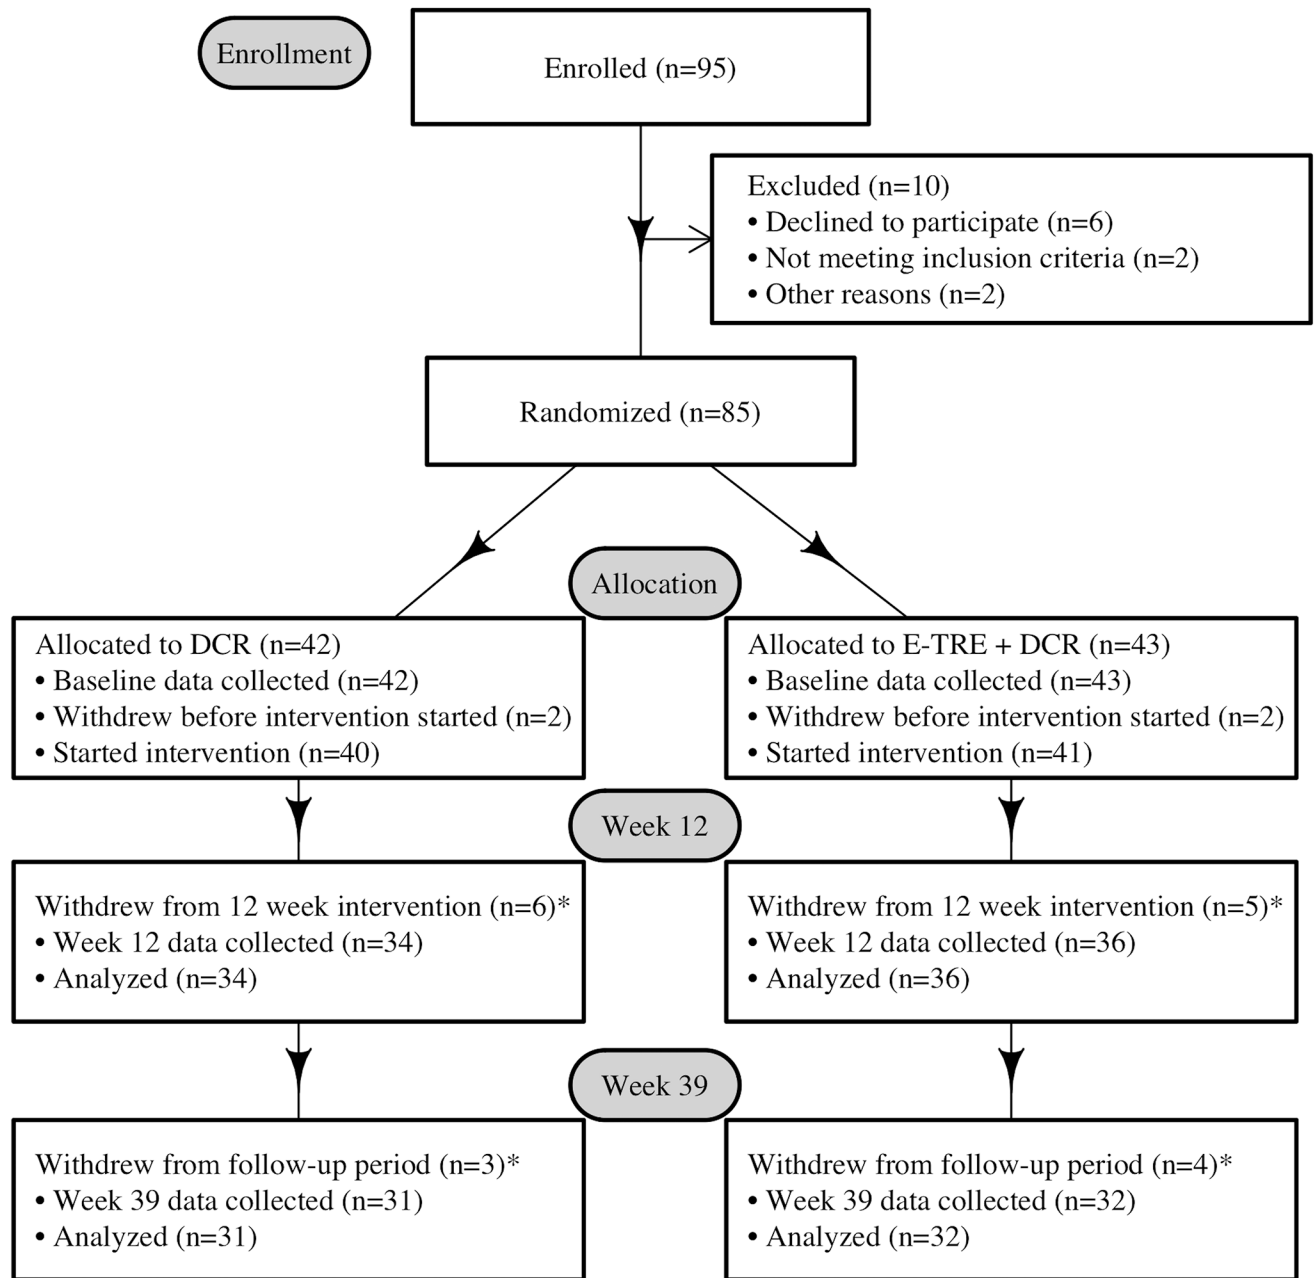 Enrollment
Enrolled (n=95)
Excluded (n=10)
• Declined to participate (n=6)
• Not meeting inclusion criteria (n=2)
• Other reasons (n=2)
Randomized (n=85)
Allocation
Allocated to DCR (n=42)
• Baseline data collected (n=42)
• Withdrew before intervention started (n=2)
• Started intervention (n=40)
Allocated to E-TRE + DCR (n=43)
• Baseline data collected (n=43)
• Withdrew before intervention started (n=2)
• Started intervention (n=41)
Week 12
Withdrew from 12 week intervention (n=6)*
• Week 12 data collected (n=34)
• Analyzed (n=34)
Withdrew from 12 week intervention (n=5)*
• Week 12 data collected (n=36)
• Analyzed (n=36)
Week 39
Withdrew from follow-up period (n=3)*
• Week 39 data collected (n=31)
• Analyzed (n=31)
Withdrew from follow-up period (n=4)*
• Week 39 data collected (n=32)
• Analyzed (n=32)